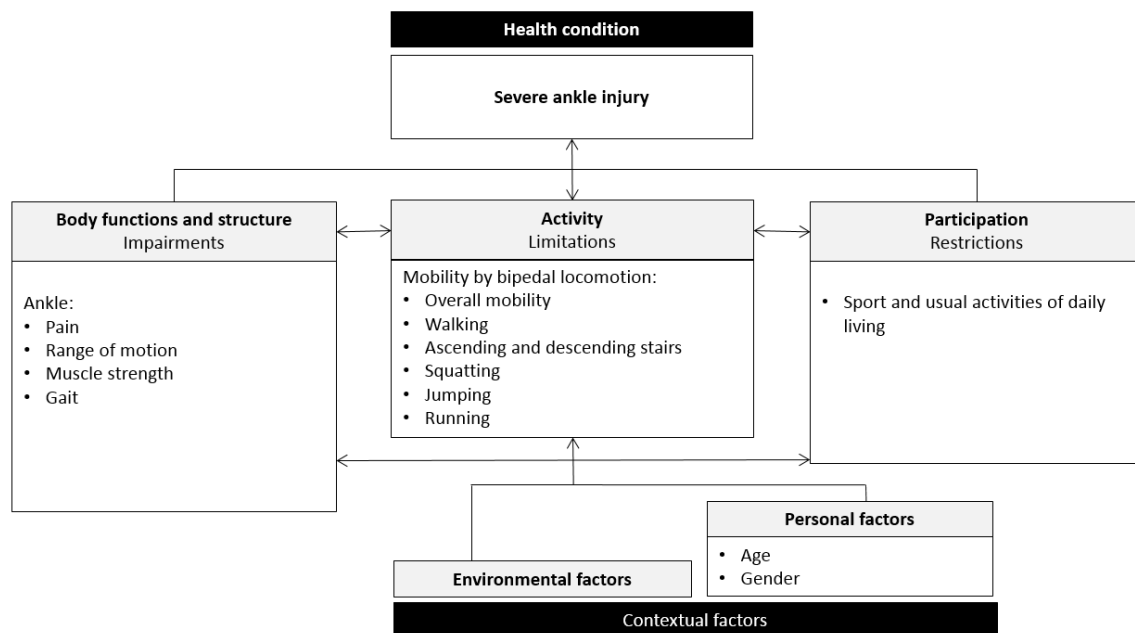 Health condition
Severe ankle injury
Body functions and structure
Impairments
Ankle:
• Pain
• Range of motion
• Muscle strength
• Gait
Activity
Limitations
Mobility by bipedal locomotion:
• Overall mobility
• Walking
• Ascending and descending stairs
• Squatting
• Jumping
• Running
Participation
Restrictions
• Sport and usual activities of daily
living
Personal factors
• Age
• Gender
Environmental factors
Contextual factors